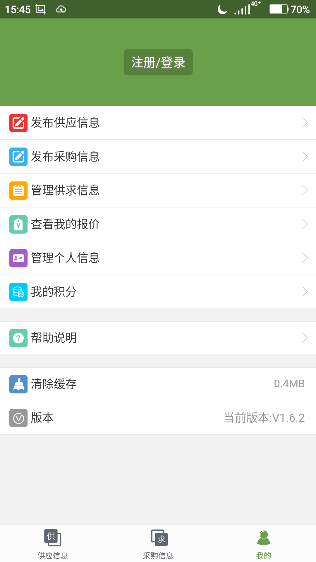 15:45
4G+
70%
注册/登录
发布供应信息
发布采购信息
管理供求信息
查看我的报价
管理个人信息
我的积分
帮助说明
清除缓存 0.4MB
版本 当前版本:V1.6.2
供 求
供应信息 采购信息 我的